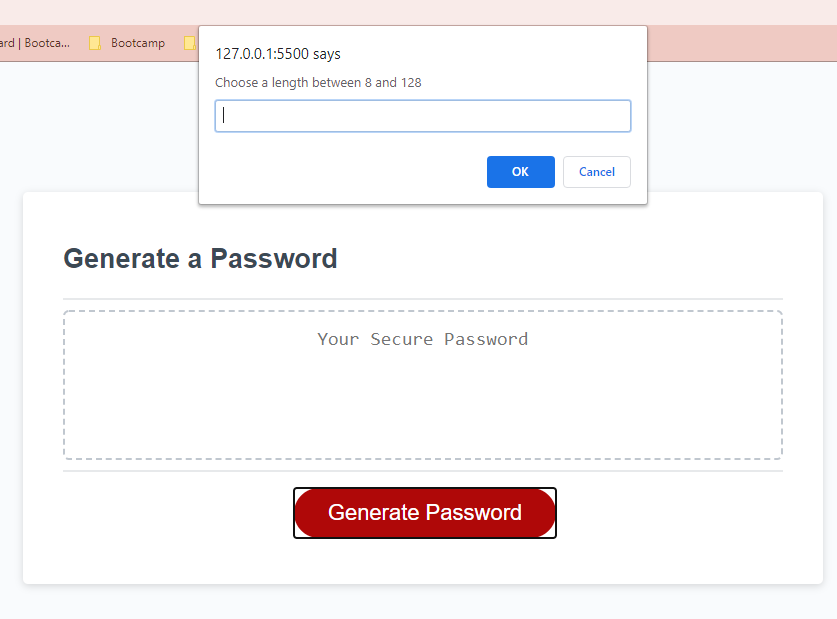 ard | Bootca...
Bootcamp
127.0.0.1:5500 says
Choose a length between 8 and 128
OK
Cancel
Generate a Password
Your Secure Password
Generate Password